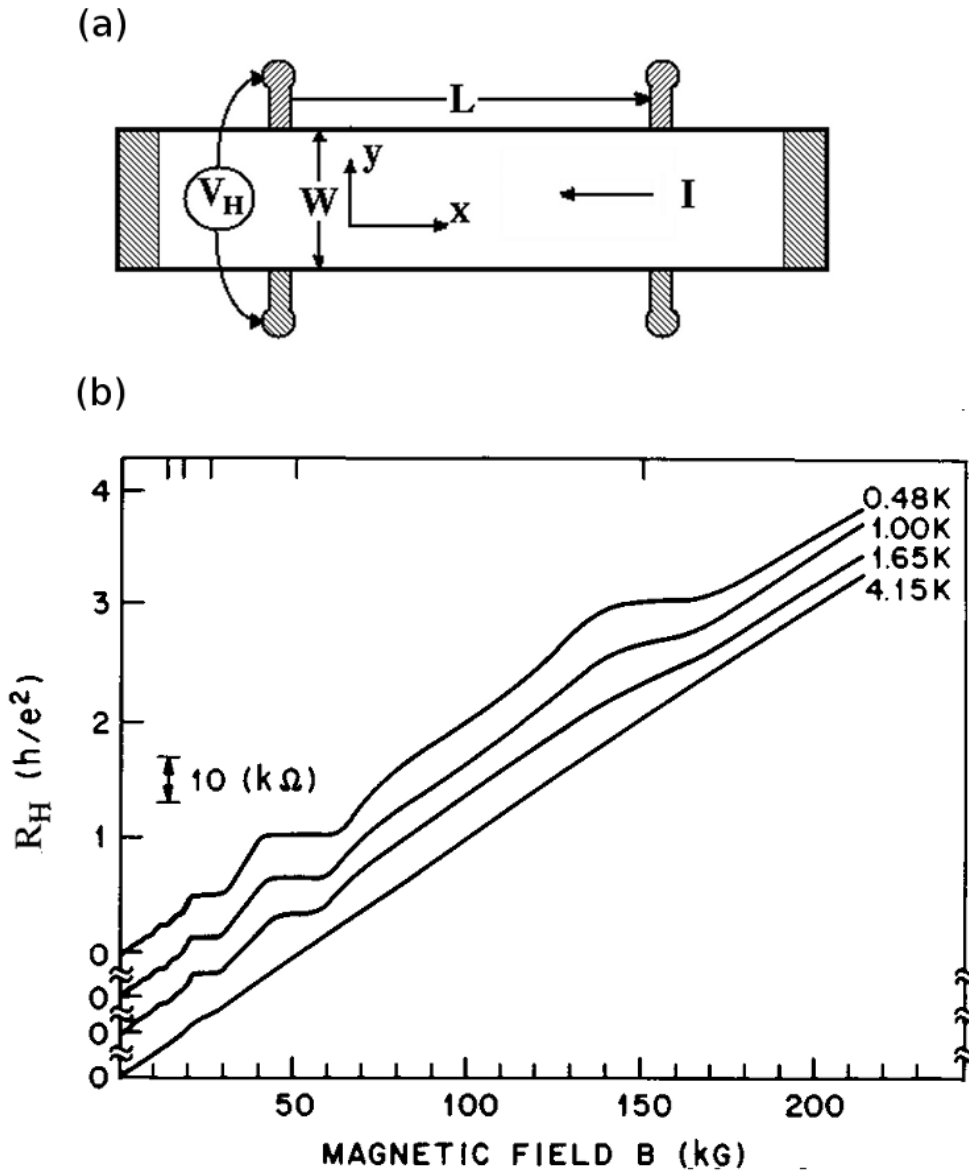 (a)
L
V_H
W
y
x
I
(b)
4
3
2
1
0
0
0
0
R_H (h/e²)
10 (kΩ)
0.48K
1.00K
1.65K
4.15K
50
100
150
200
MAGNETIC FIELD B (kG)